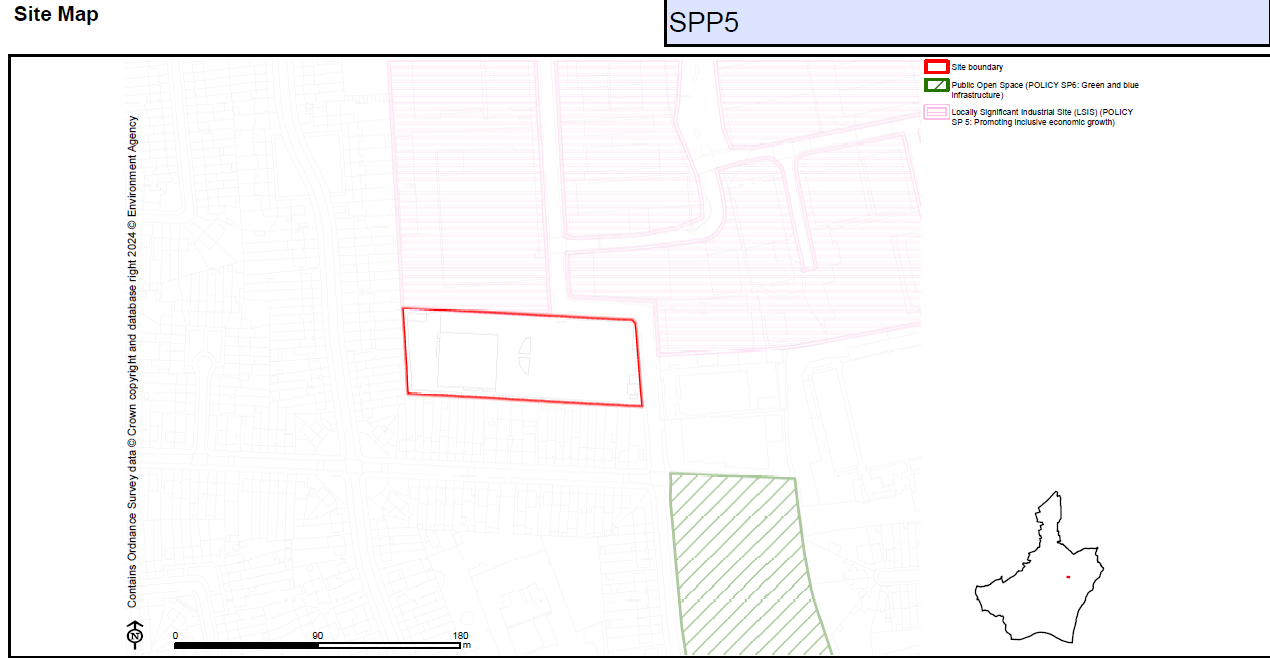 Site Map
SPP5
Site boundary
Public Open Space (POLICY SP6: Green and blue
Infrastructure)
Locally Significant Industrial Site (LSIS) (POLICY
SP 5: Promoting inclusive economic growth)
Contains Ordnance Survey data © Crown copyright and database right 2024 © Environment Agency
N
0 90 180
m